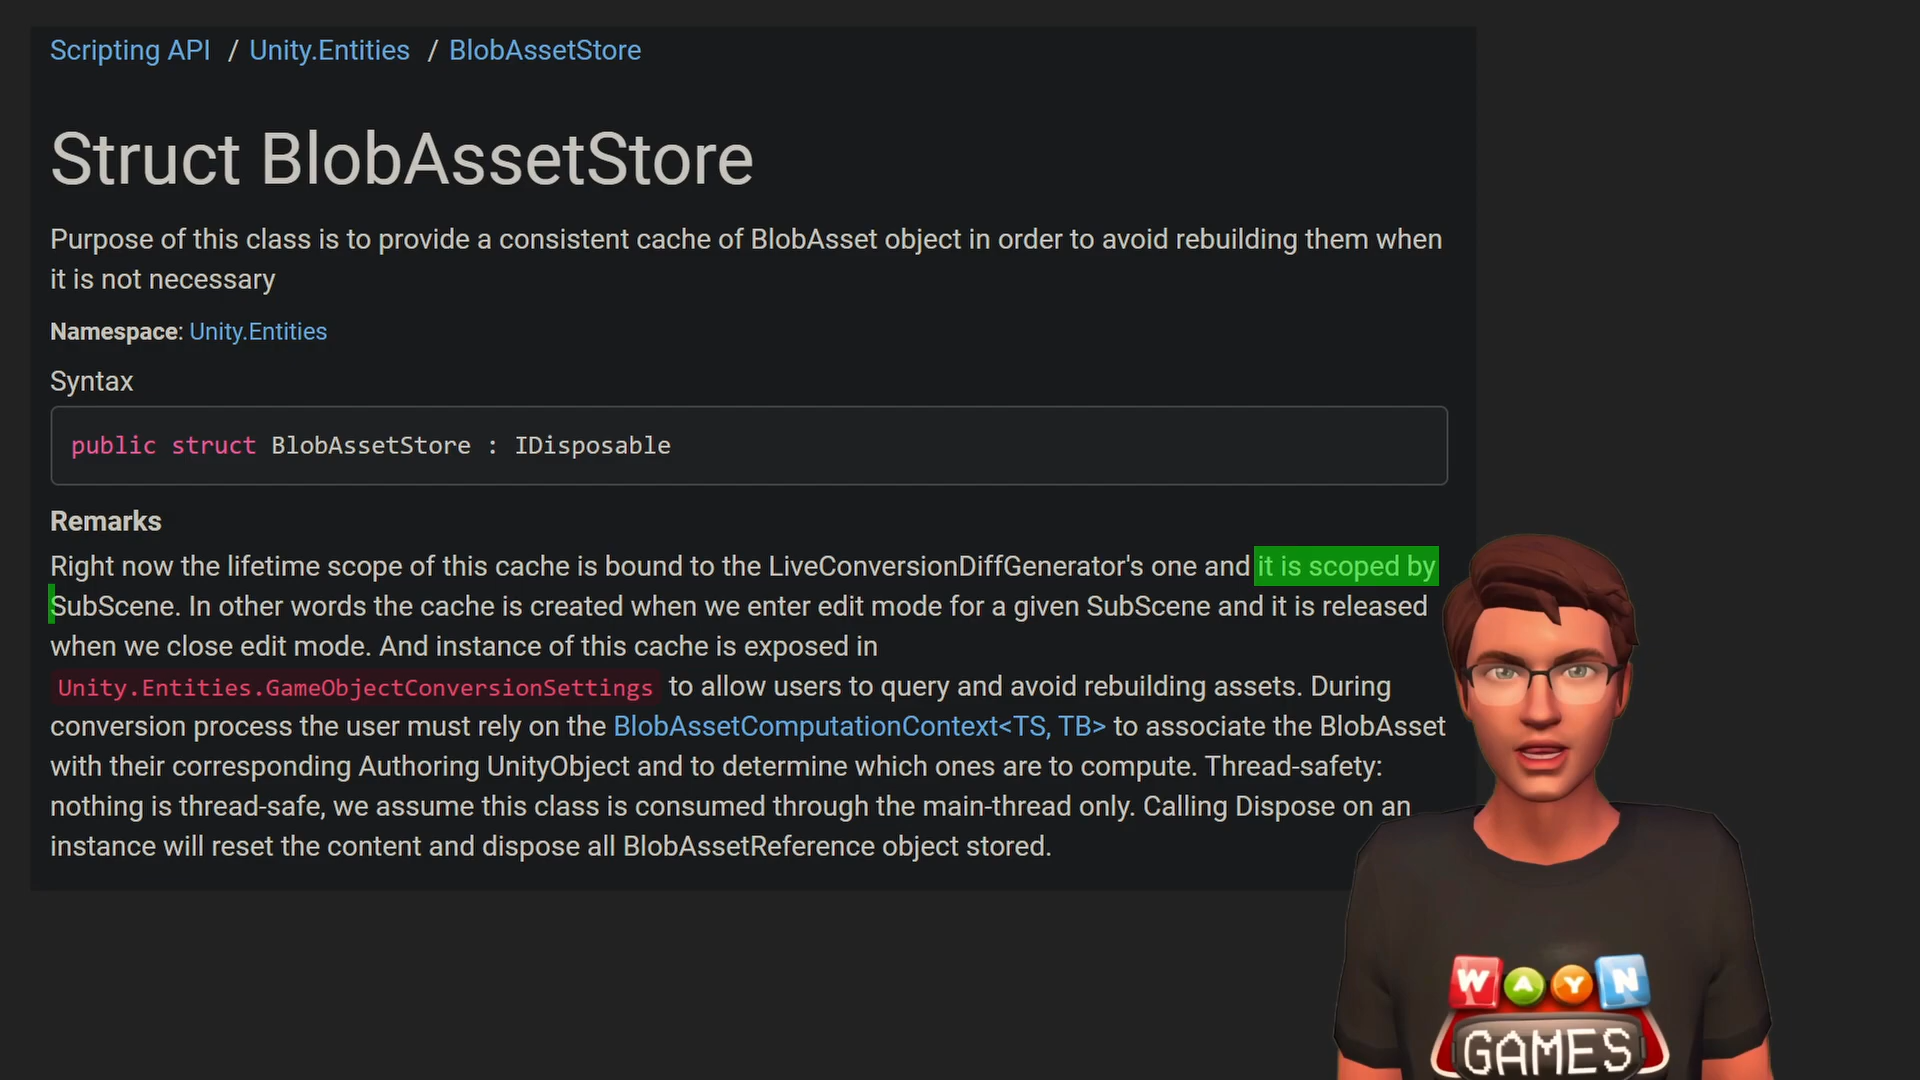 Scripting API / Unity.Entities / BlobAssetStore
Struct BlobAssetStore
Purpose of this class is to provide a consistent cache of BlobAsset object in order to avoid rebuilding them when
it is not necessary
Namespace: Unity.Entities
Syntax
public struct BlobAssetStore : IDisposable
Remarks
Right now the lifetime scope of this cache is bound to the LiveConversionDiffGenerator's one and it is scoped by
SubScene. In other words the cache is created when we enter edit mode for a given SubScene and it is released
when we close edit mode. And instance of this cache is exposed in
Unity.Entities.GameObjectConversionSettings to allow users to query and avoid rebuilding assets. During
conversion process the user must rely on the BlobAssetComputationContext<TS, TB> to associate the BlobAsset
with their corresponding Authoring UnityObject and to determine which ones are to compute. Thread-safety:
nothing is thread-safe, we assume this class is consumed through the main-thread only. Calling Dispose on an
instance will reset the content and dispose all BlobAssetReference object stored.
WAYN
GAMES